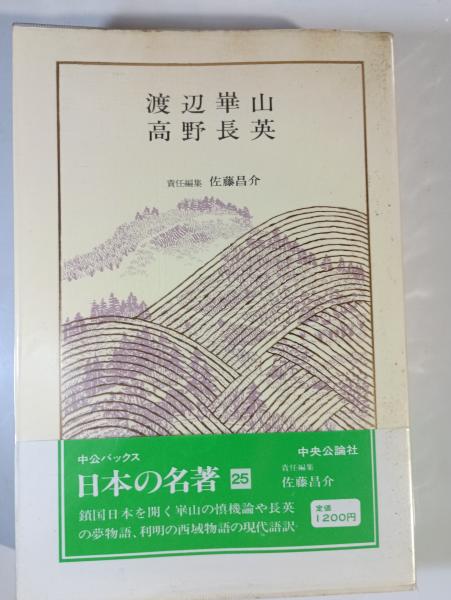 渡辺崋山
高野長英
責任編集 佐藤昌介
中公バックス
日本の名著 25
鎖国日本を開く崋山の慎機論や長英
の夢物語、利明の西域物語の現代語訳
中央公論社
責任編集
佐藤昌介
定価
1200円